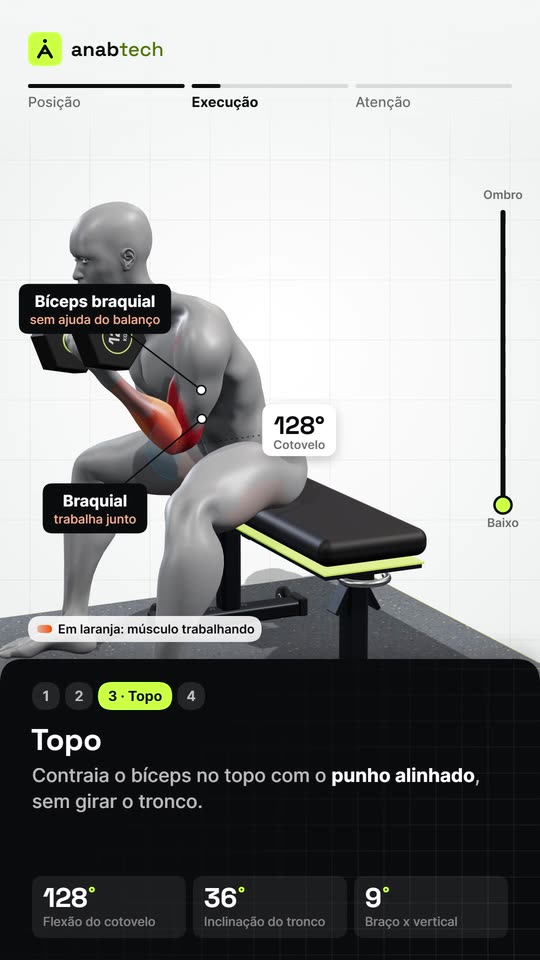 anabtech
Posição
Execução
Atenção
Ombro
Bíceps braquial
sem ajuda do balanço
128°
Cotovelo
Braquial
trabalha junto
Baixo
Em laranja: músculo trabalhando
1
2
3 · Topo
4
Topo
Contraia o bíceps no topo com o punho alinhado,
sem girar o tronco.
128°
36°
9°
Flexão do cotovelo
Inclinação do tronco
Braço x vertical